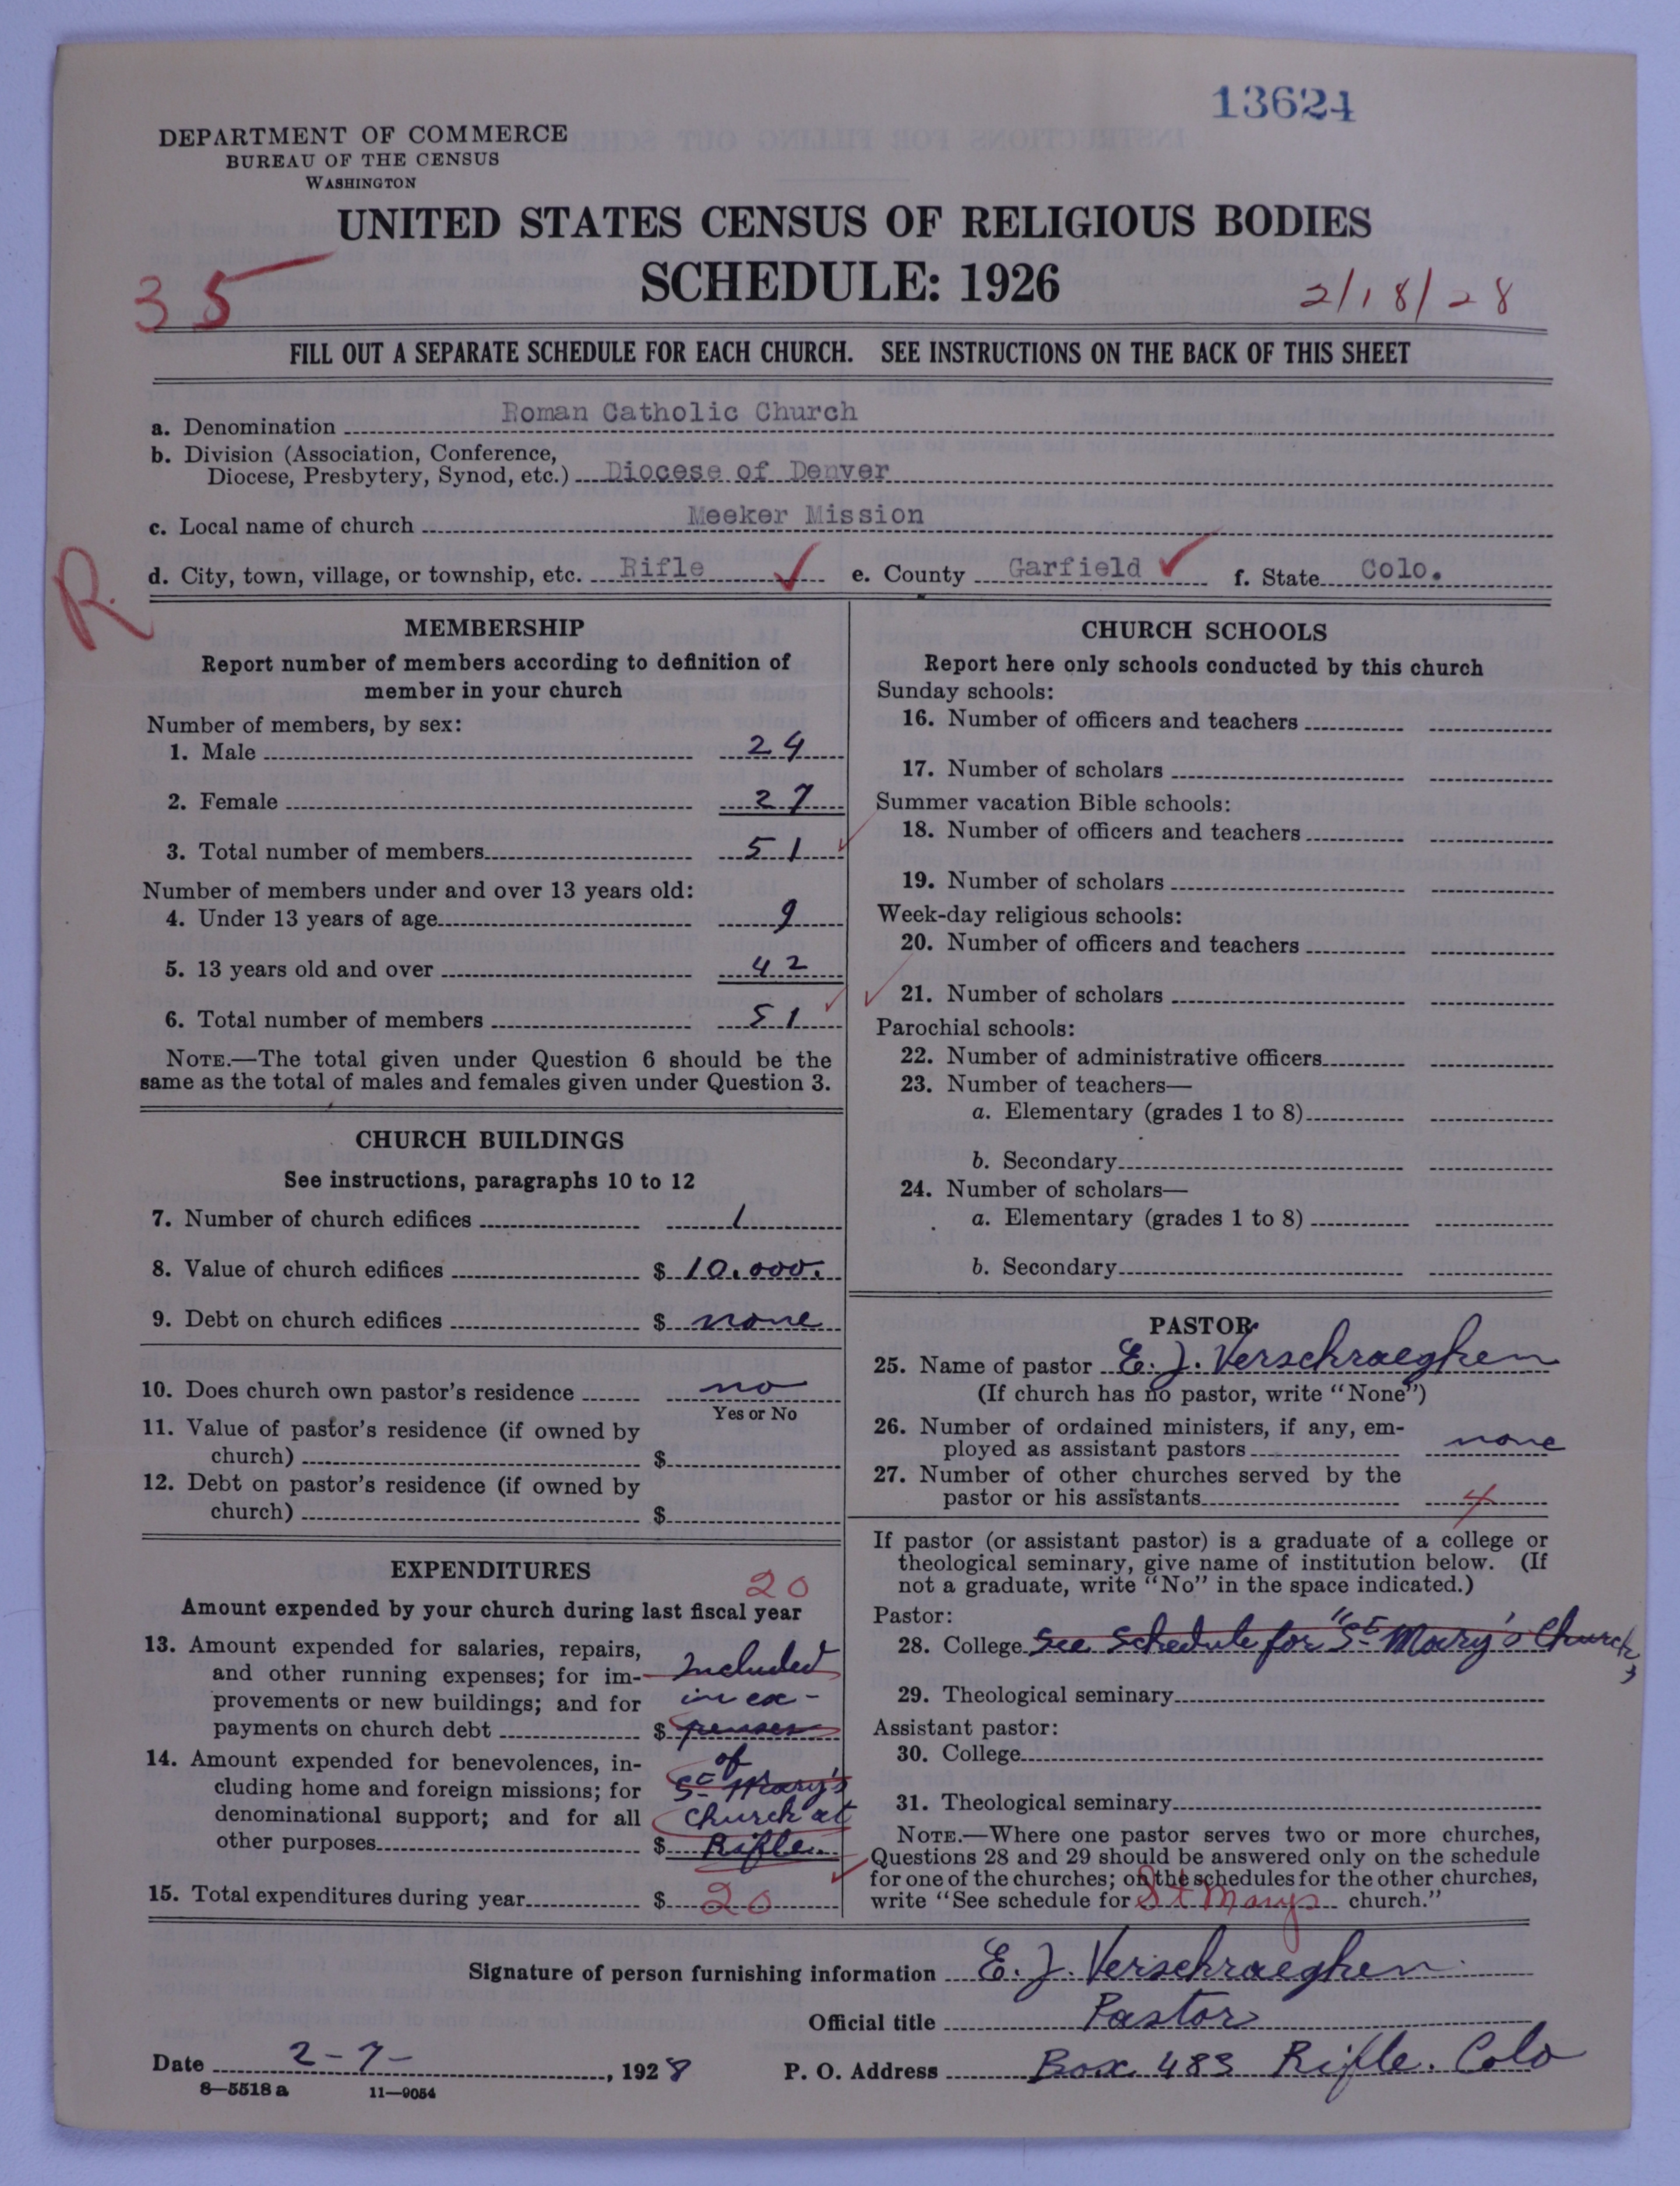 13624
DEPARTMENT OF COMMERCE
BUREAU OF THE CENSUS
WASHINGTON
UNITED STATES CENSUS OF RELIGIOUS BODIES
SCHEDULE: 1926
35
2/18/28
FILL OUT A SEPARATE SCHEDULE FOR EACH CHURCH. SEE INSTRUCTIONS ON THE BACK OF THIS SHEET
a. Denomination Roman Catholic Church
b. Division (Association, Conference,
Diocese, Presbytery, Synod, etc.) Diocese of Denver
c. Local name of church Meeker Mission
R.
d. City, town, village, or township, etc. Rifle ✓ e. County Garfield ✓ f. State Colo.
MEMBERSHIP
Report number of members according to definition of
member in your church
Number of members, by sex:
1. Male 24
2. Female 27
3. Total number of members 51 ✓
Number of members under and over 13 years old:
4. Under 13 years of age 9
5. 13 years old and over 42
6. Total number of members 51 ✓
NOTE.—The total given under Question 6 should be the
same as the total of males and females given under Question 3.
CHURCH BUILDINGS
See instructions, paragraphs 10 to 12
7. Number of church edifices 1
8. Value of church edifices $ 10.000.
9. Debt on church edifices $ none
10. Does church own pastor's residence no
Yes or No
11. Value of pastor's residence (if owned by
church) $
12. Debt on pastor's residence (if owned by
church) $
EXPENDITURES
20
Amount expended by your church during last fiscal year
13. Amount expended for salaries, repairs,
and other running expenses; for im- Included
provements or new buildings; and for in ex-
payments on church debt $ penses
14. Amount expended for benevolences, in- of
cluding home and foreign missions; for St Mary's
denominational support; and for all Church at
other purposes $ Rifle.
15. Total expenditures during year $ 20 ✓
CHURCH SCHOOLS
Report here only schools conducted by this church
Sunday schools:
16. Number of officers and teachers
17. Number of scholars
Summer vacation Bible schools:
18. Number of officers and teachers
19. Number of scholars
Week-day religious schools:
20. Number of officers and teachers
✓ 21. Number of scholars
Parochial schools:
22. Number of administrative officers
23. Number of teachers—
a. Elementary (grades 1 to 8)
b. Secondary
24. Number of scholars—
a. Elementary (grades 1 to 8)
b. Secondary
PASTOR
25. Name of pastor E. J. Verschraeghen
(If church has no pastor, write "None")
26. Number of ordained ministers, if any, em-
ployed as assistant pastors none
27. Number of other churches served by the
pastor or his assistants 4
If pastor (or assistant pastor) is a graduate of a college or
theological seminary, give name of institution below. (If
not a graduate, write "No" in the space indicated.)
Pastor:
28. College See Schedule for "St Mary's Church"
29. Theological seminary
Assistant pastor:
30. College
31. Theological seminary
NOTE.—Where one pastor serves two or more churches,
Questions 28 and 29 should be answered only on the schedule
for one of the churches; on the schedules for the other churches,
write "See schedule for St Marys church."
Signature of person furnishing information E. J. Verschraeghen
Official title Pastor
Date 2-7-, 1928 P. O. Address Box 483 Rifle. Colo
8—5518a 11—9054